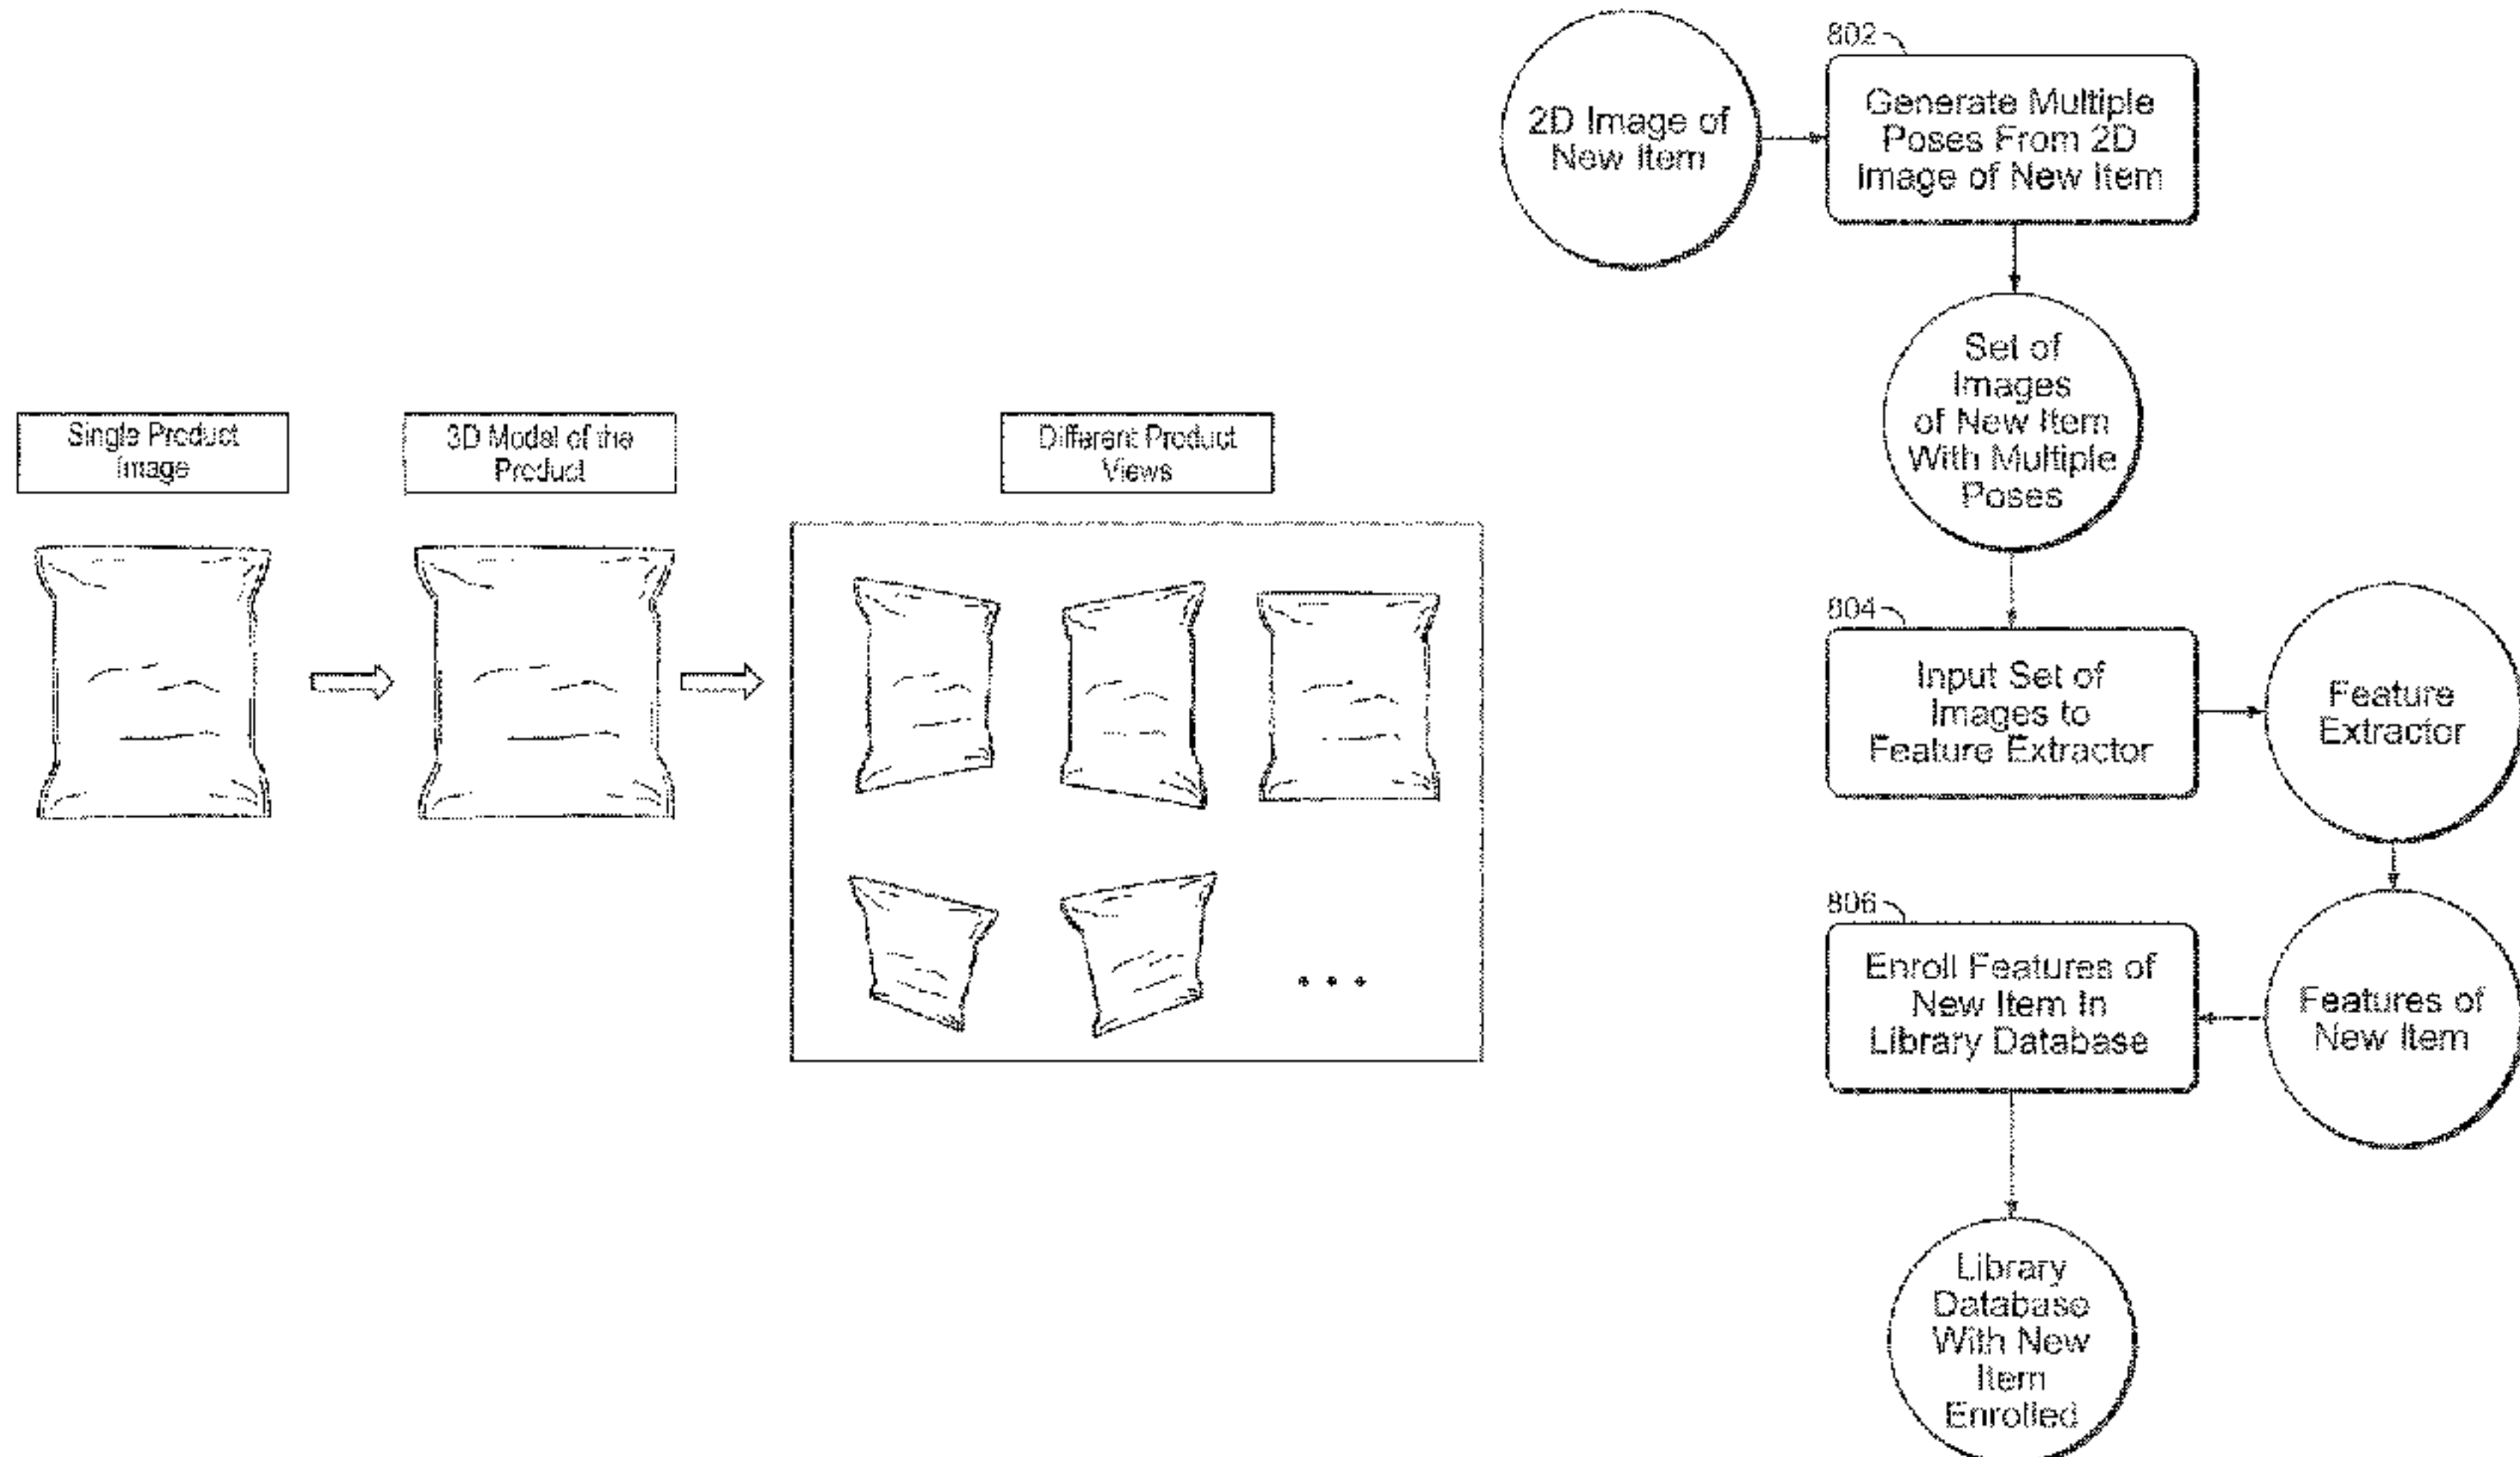 Single Product
Image
3D Model of the
Product
Different Product
Views
2D Image of
New Item
802
Generate Multiple
Poses From 2D
Image of New Item
Set of
Images
of New Item
With Multiple
Poses
804
Input Set of
Images to
Feature Extractor
Feature
Extractor
806
Enroll Features of
New Item In
Library Database
Features of
New Item
Library
Database
With New
Item
Enrolled